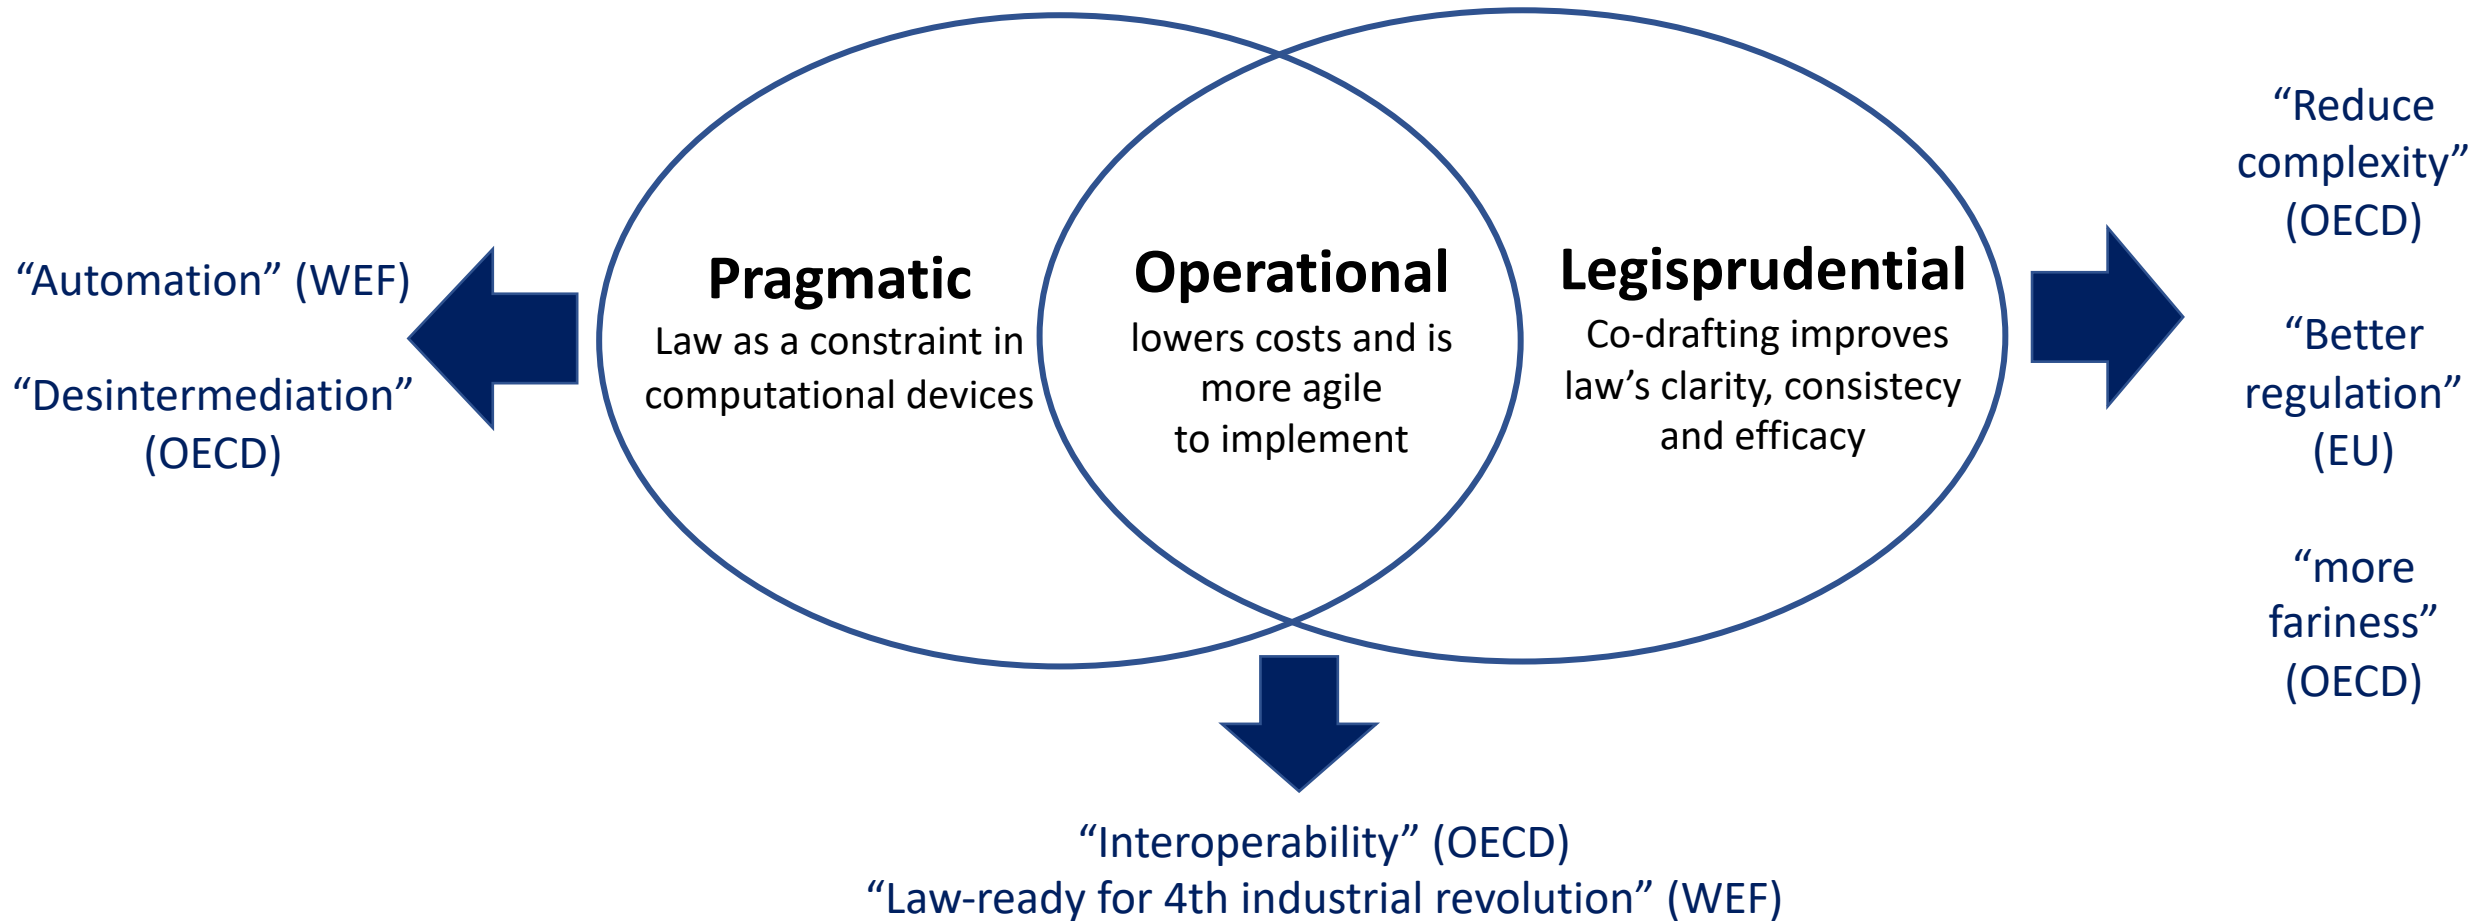 “Automation” (WEF)
“Desintermediation”
(OECD)
Pragmatic
Law as a constraint in
computational devices
Operational
lowers costs and is
more agile
to implement
Legisprudential
Co-drafting improves
law’s clarity, consistecy
and efficacy
“Reduce
complexity”
(OECD)
“Better
regulation”
(EU)
“more
fariness”
(OECD)
“Interoperability” (OECD)
“Law-ready for 4th industrial revolution” (WEF)